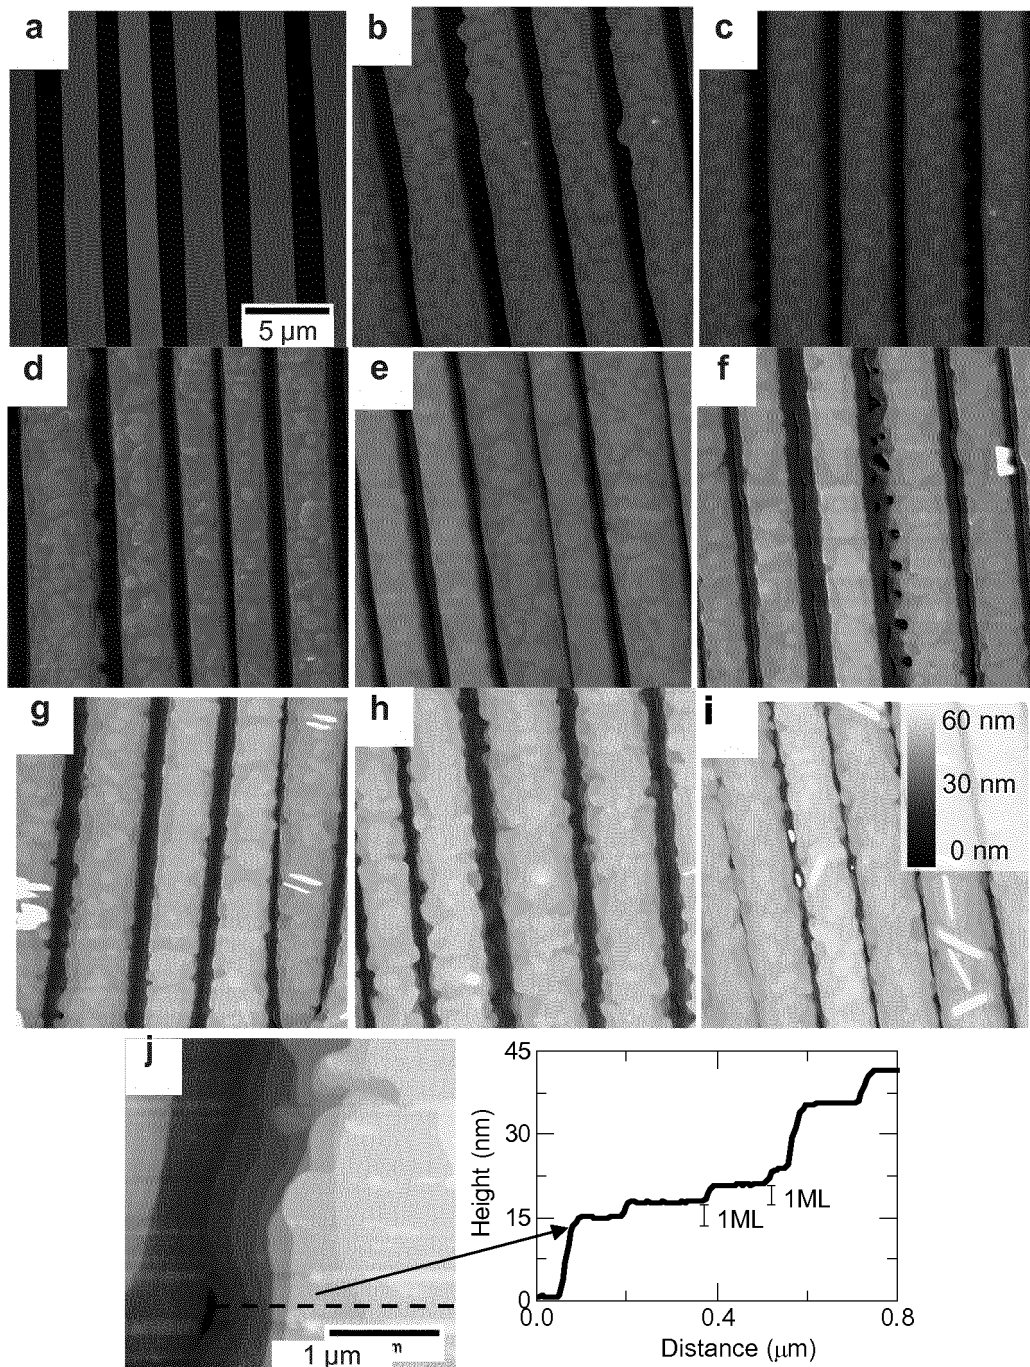 a
b
c
5 μm
d
e
f
g
h
i
60 nm
30 nm
0 nm
j
1 μm
m
45
30
15
0
Height (nm)
1ML
1ML
0.0
0.4
0.8
Distance (μm)